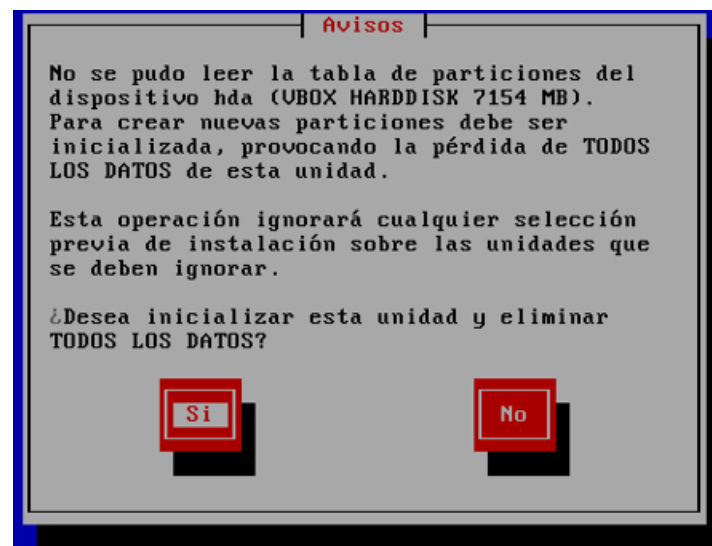 Avisos
No se pudo leer la tabla de particiones del
dispositivo hda (VBOX HARDDISK 7154 MB).
Para crear nuevas particiones debe ser
inicializada, provocando la pérdida de TODOS
LOS DATOS de esta unidad.
Esta operación ignorará cualquier selección
previa de instalación sobre las unidades que
se deben ignorar.
¿Desea inicializar esta unidad y eliminar
TODOS LOS DATOS?
Si No